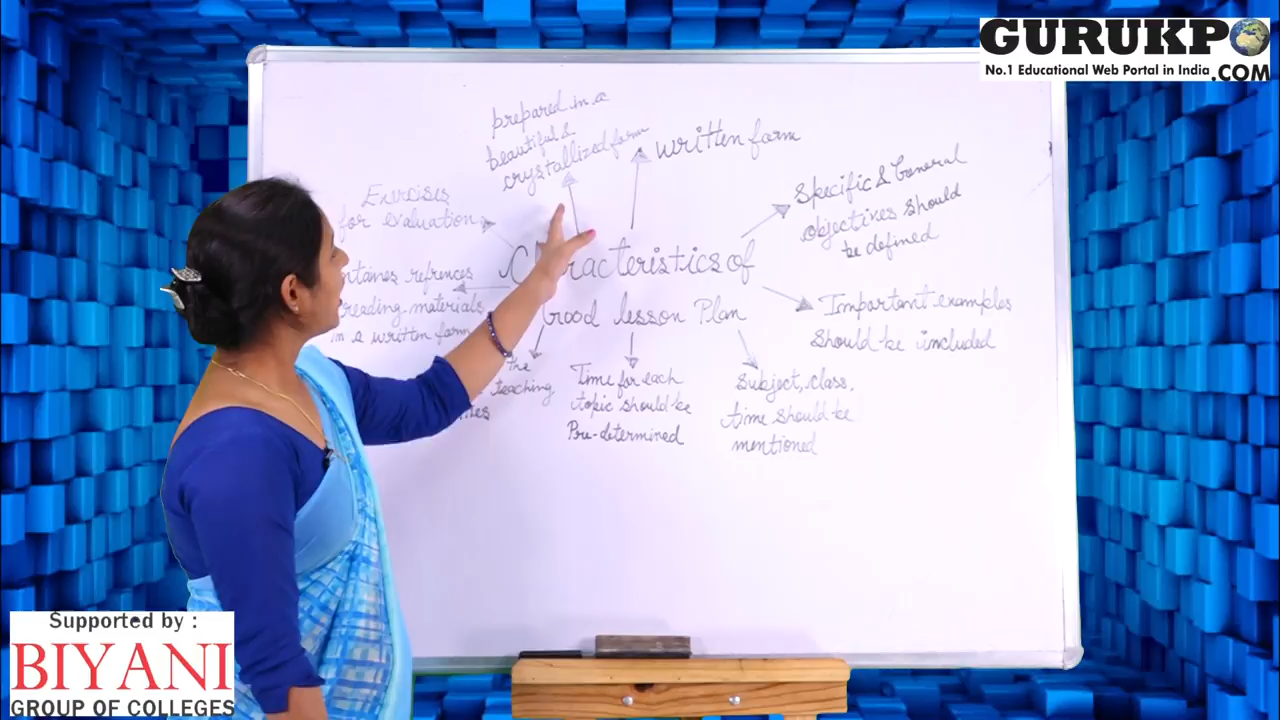 GURUKPO
No.1 Educational Web Portal in India .COM
prepared in a
beautiful &
crystallized form
written form
Specific & General
objectives should
be defined
Exercises
for evaluation
Characteristics of
Good lesson Plan
refrences
reading materials
in a written form
Important examples
should be included
the
teaching
Time for each
topic should be
Pre-determined
Subject, class,
time should be
mentioned
Supported by :
BIYANI
GROUP OF COLLEGES